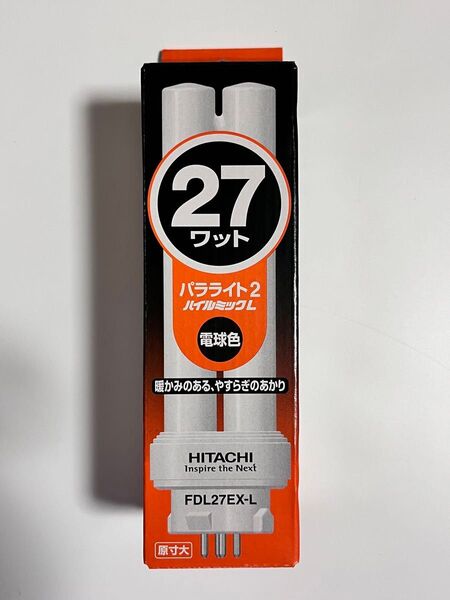 27
ワット
パラライト2
ハイルミックL
電球色
暖かみのある、やすらぎのあかり
HITACHI
Inspire the Next
FDL27EX-L
原寸大